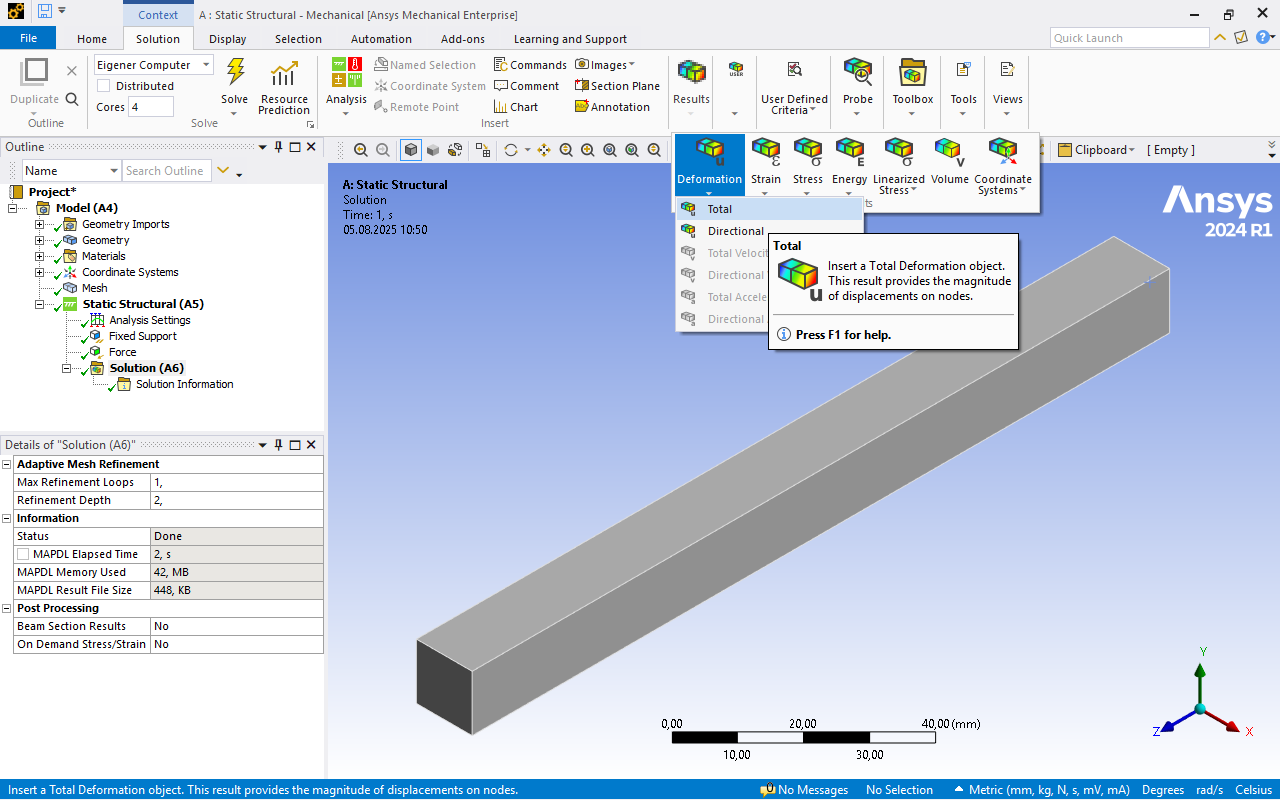 Context
A : Static Structural - Mechanical [Ansys Mechanical Enterprise]
File
Home
Solution
Display
Selection
Automation
Add-ons
Learning and Support
Quick Launch
Duplicate
Outline
Eigener Computer
Distributed
Cores 4
Solve
Resource Prediction
Solve
Analysis
Named Selection
Coordinate System
Remote Point
Commands
Comment
Chart
Images
Section Plane
Annotation
Insert
Results
USER
User Defined
Criteria
Probe
Toolbox
Tools
Views
Outline
Name
Search Outline
Project*
Model (A4)
Geometry Imports
Geometry
Materials
Coordinate Systems
Mesh
Static Structural (A5)
Analysis Settings
Fixed Support
Force
Solution (A6)
Solution Information
Clipboard
[ Empty ]
Deformation
Strain
Stress
Energy
Linearized
Stress
Volume
Coordinate
Systems
Total
Directional
Total Velocit
Directional
Total Accele
Directional
Total
Insert a Total Deformation object.
This result provides the magnitude
of displacements on nodes.
Press F1 for help.
A: Static Structural
Solution
Time: 1, s
05.08.2025 10:50
Ansys
2024 R1
Details of "Solution (A6)"
Adaptive Mesh Refinement
Max Refinement Loops 1,
Refinement Depth 2,
Information
Status Done
MAPDL Elapsed Time 2, s
MAPDL Memory Used 42, MB
MAPDL Result File Size 448, KB
Post Processing
Beam Section Results No
On Demand Stress/Strain No
0,00 20,00 40,00 (mm)
10,00 30,00
Y
Z
X
Insert a Total Deformation object. This result provides the magnitude of displacements on nodes.
0 No Messages
No Selection
Metric (mm, kg, N, s, mV, mA)
Degrees
rad/s
Celsius